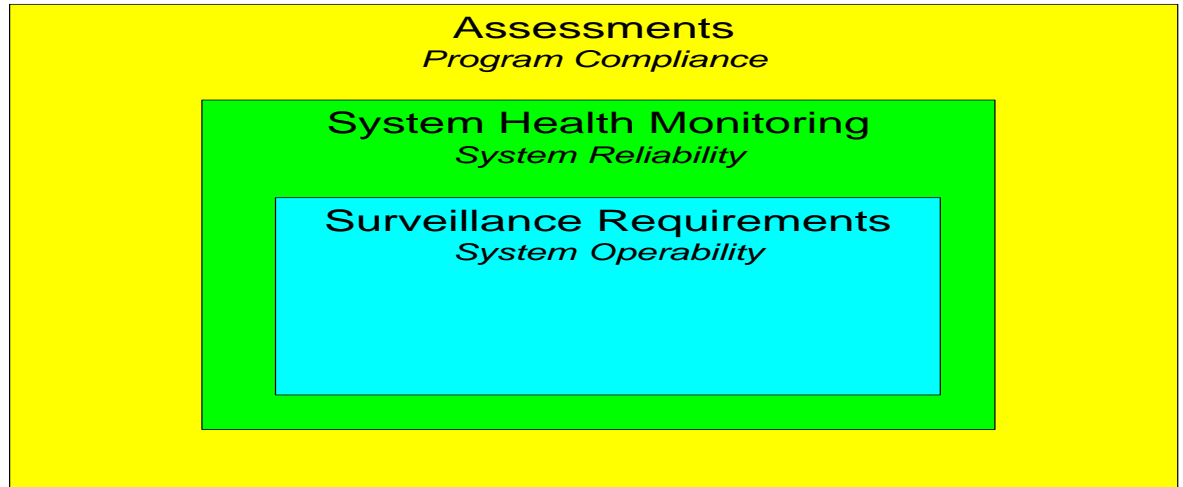 Assessments
Program Compliance
System Health Monitoring
System Reliability
Surveillance Requirements
System Operability